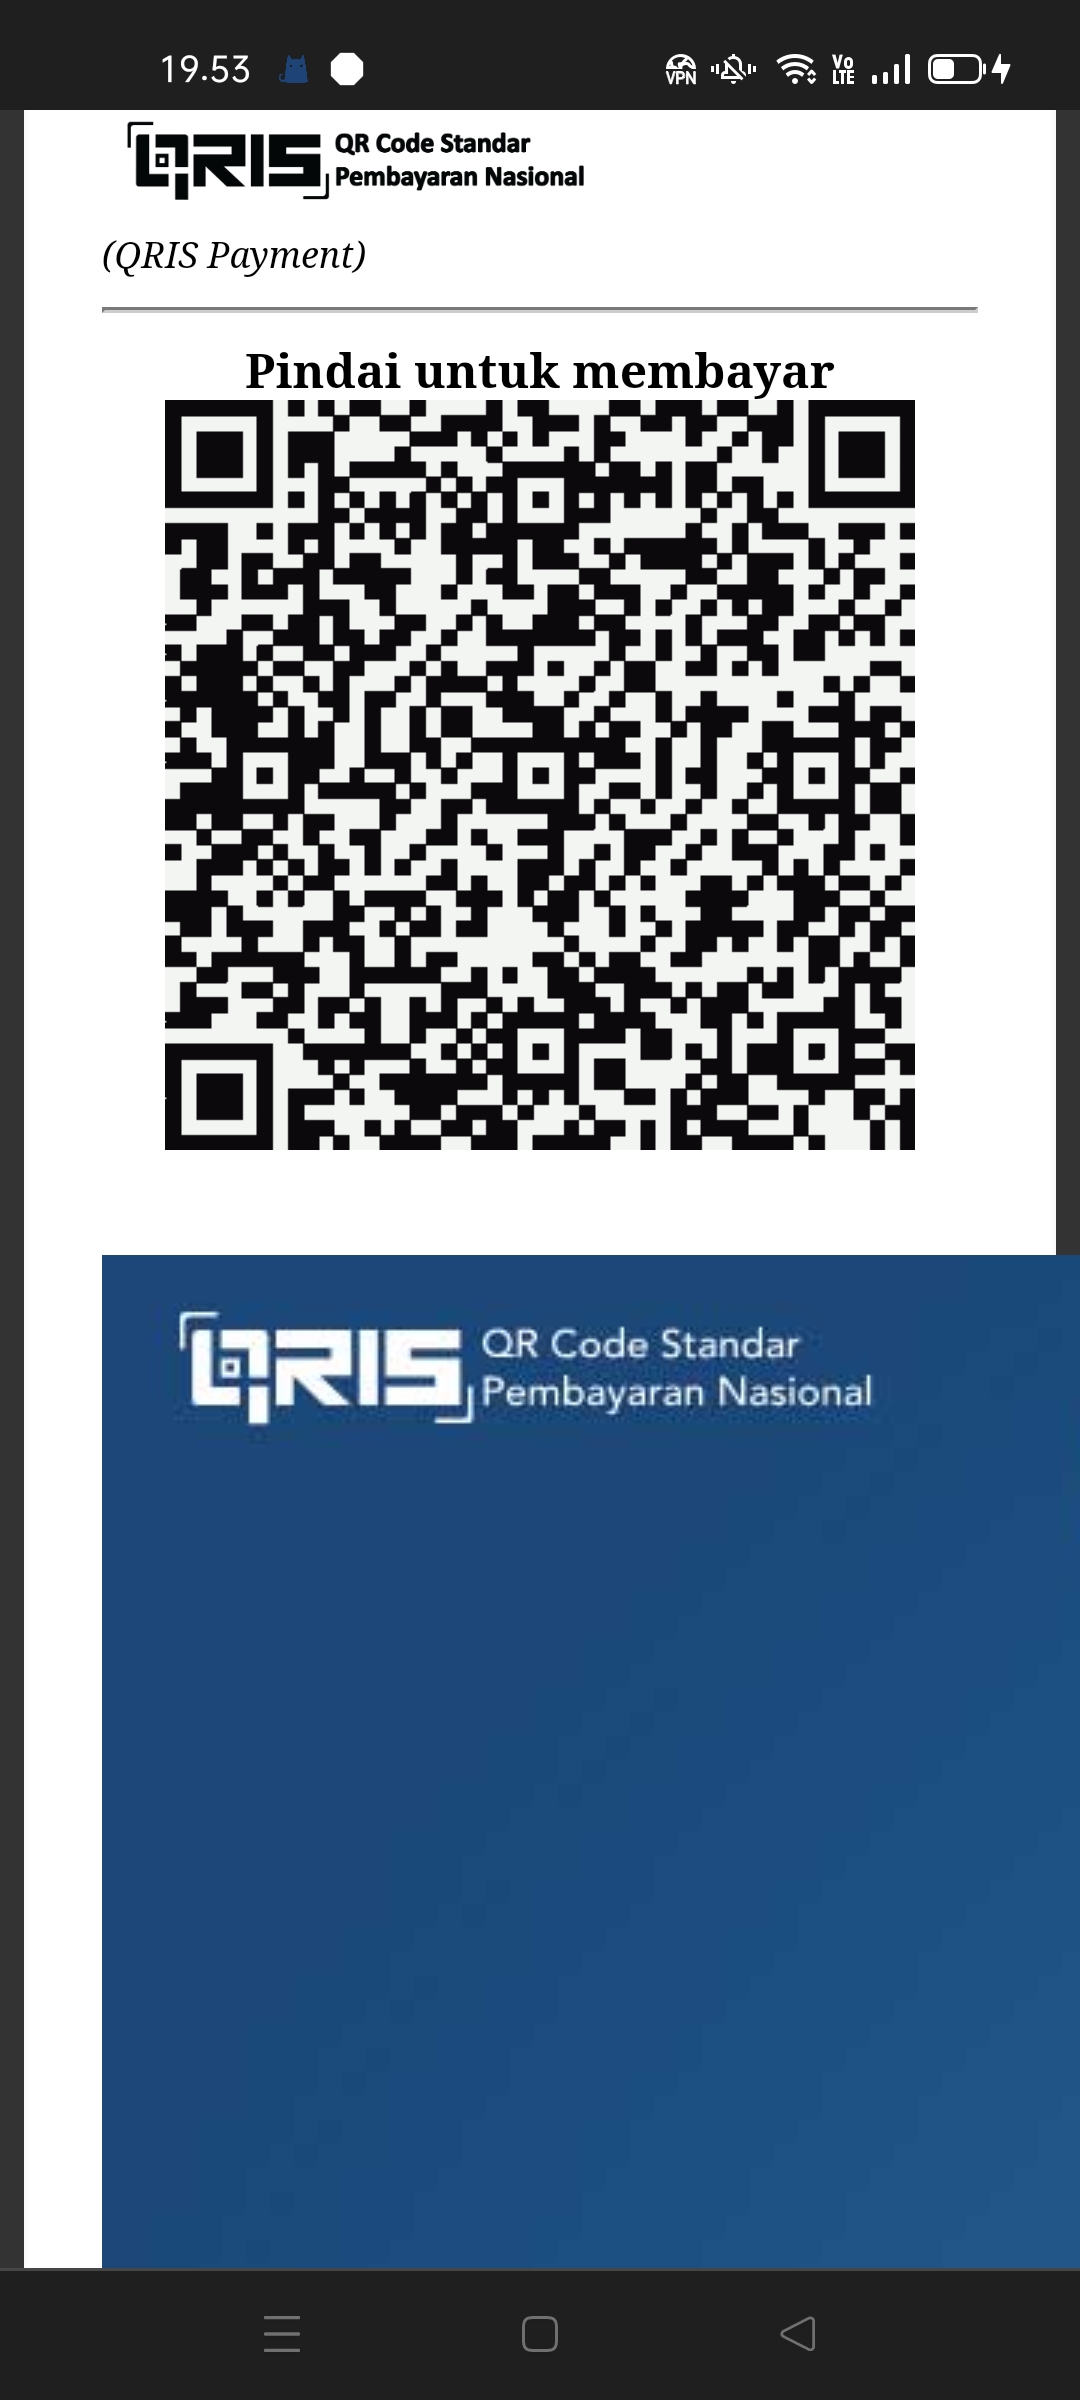 19.53
VPN
Vo
LTE
QRIS QR Code Standar
Pembayaran Nasional
(QRIS Payment)
Pindai untuk membayar
QRIS QR Code Standar
Pembayaran Nasional